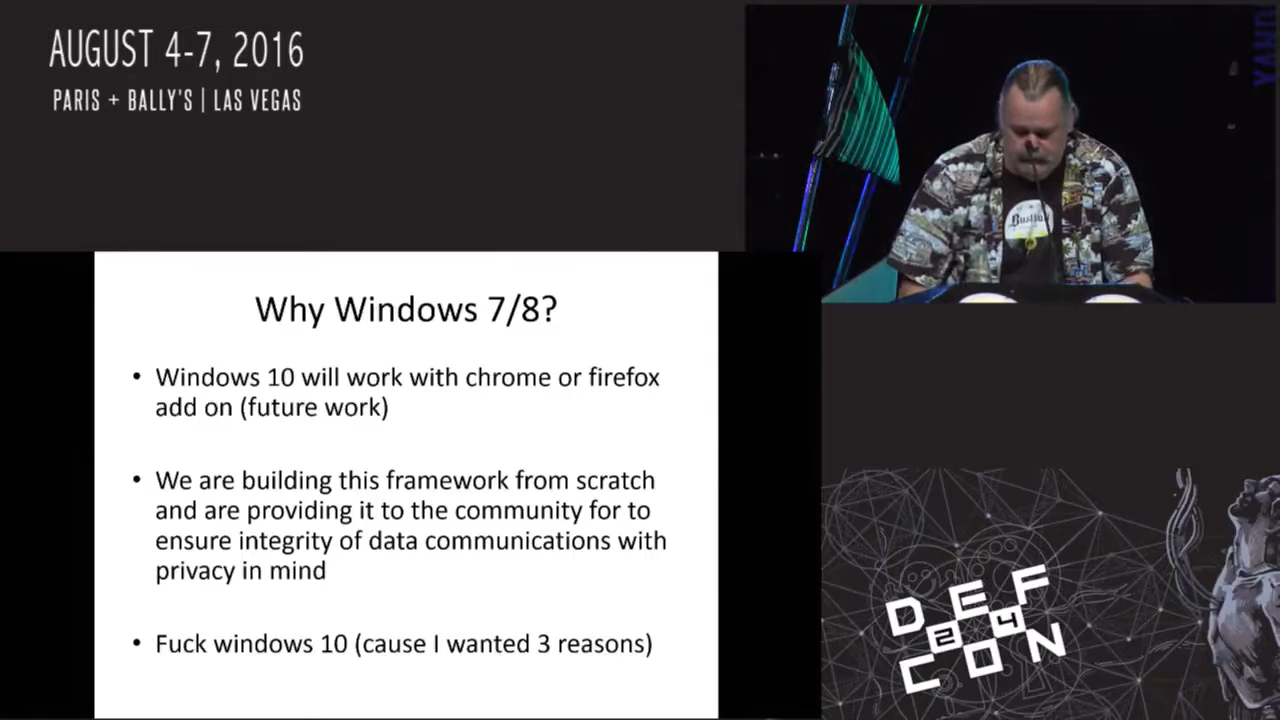 AUGUST 4-7, 2016
PARIS + BALLY'S | LAS VEGAS
Why Windows 7/8?
• Windows 10 will work with chrome or firefox
add on (future work)
• We are building this framework from scratch
and are providing it to the community for to
ensure integrity of data communications with
privacy in mind
• Fuck windows 10 (cause I wanted 3 reasons)
DEF
24
CON